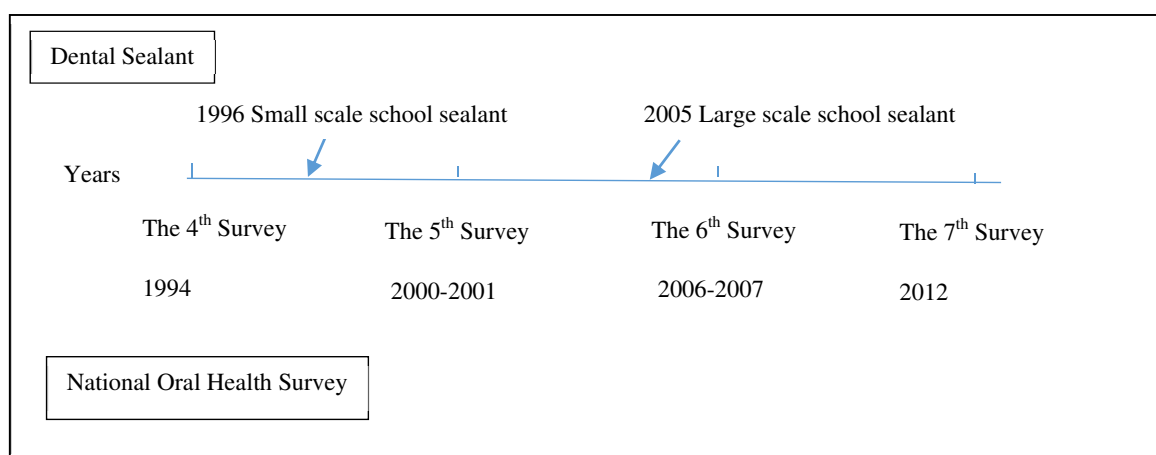 Dental Sealant
1996 Small scale school sealant
2005 Large scale school sealant
Years
The 4th Survey
The 5th Survey
The 6th Survey
The 7th Survey
1994
2000-2001
2006-2007
2012
National Oral Health Survey